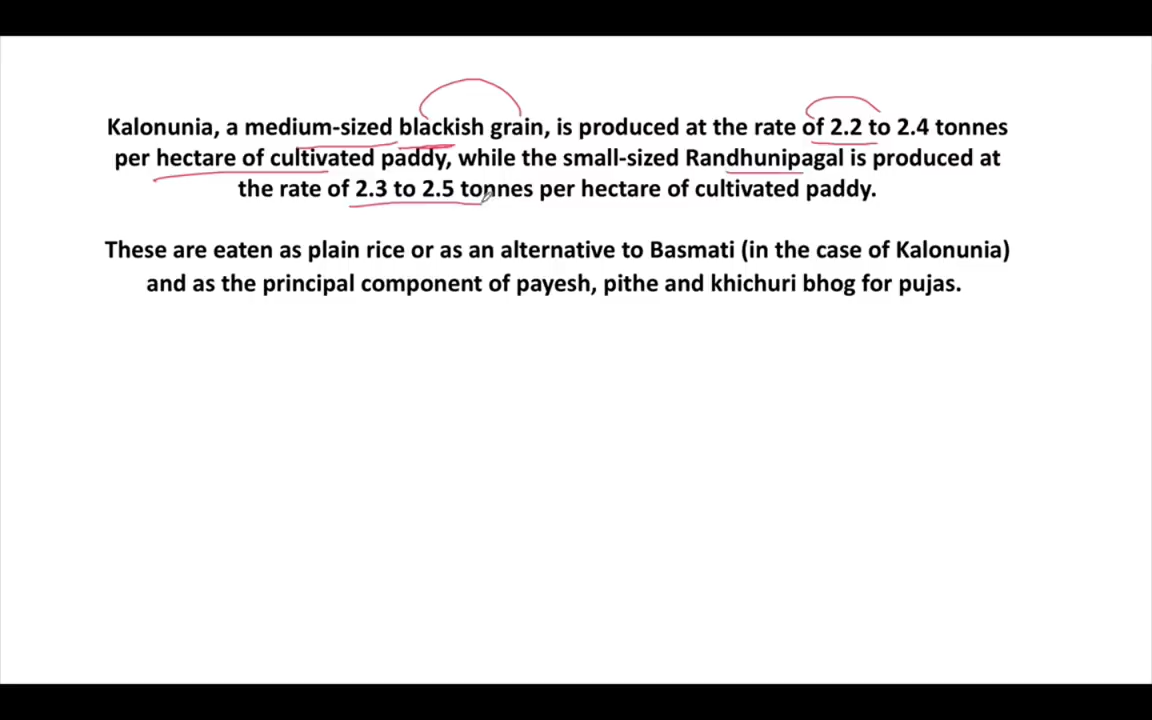 Kalonunia, a medium-sized blackish grain, is produced at the rate of 2.2 to 2.4 tonnes
per hectare of cultivated paddy, while the small-sized Randhunipagal is produced at
the rate of 2.3 to 2.5 tonnes per hectare of cultivated paddy.
These are eaten as plain rice or as an alternative to Basmati (in the case of Kalonunia)
and as the principal component of payesh, pithe and khichuri bhog for pujas.